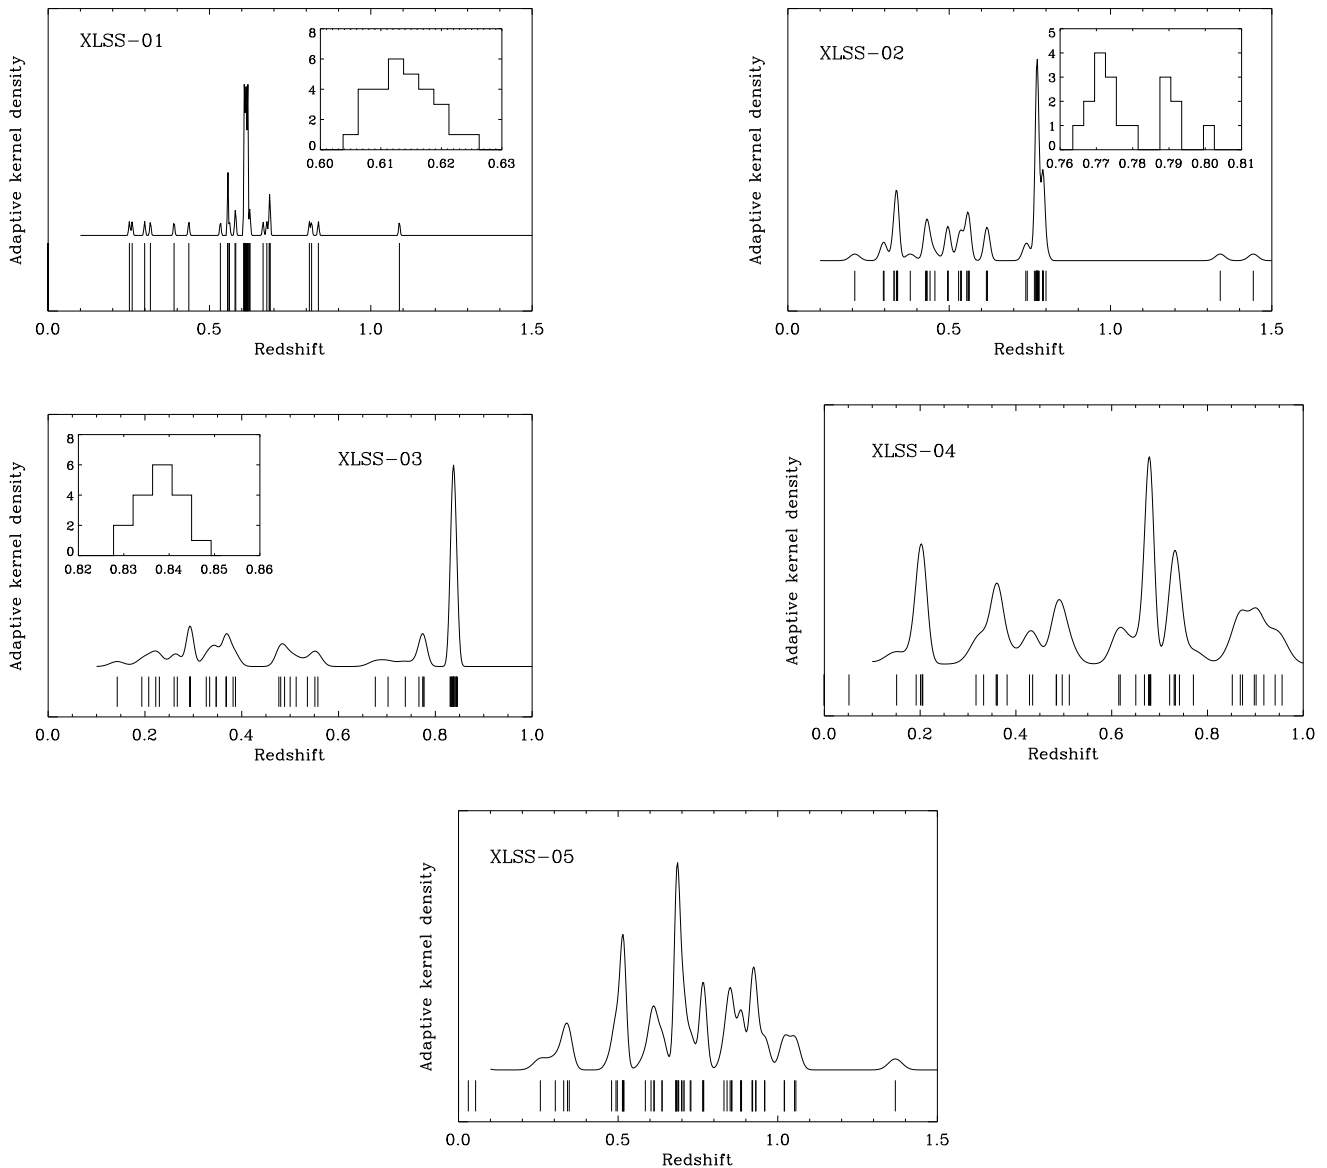 XLSS-01
Adaptive kernel density
8
6
4
2
0
0.60 0.61 0.62 0.63
0.0 0.5 1.0 1.5
Redshift
XLSS-02
Adaptive kernel density
5
4
3
2
1
0
0.76 0.77 0.78 0.79 0.80 0.81
0.0 0.5 1.0 1.5
Redshift
XLSS-03
Adaptive kernel density
8
6
4
2
0
0.82 0.83 0.84 0.85 0.86
0.0 0.2 0.4 0.6 0.8 1.0
Redshift
XLSS-04
Adaptive kernel density
0.0 0.2 0.4 0.6 0.8 1.0
Redshift
XLSS-05
Adaptive kernel density
0.0 0.5 1.0 1.5
Redshift